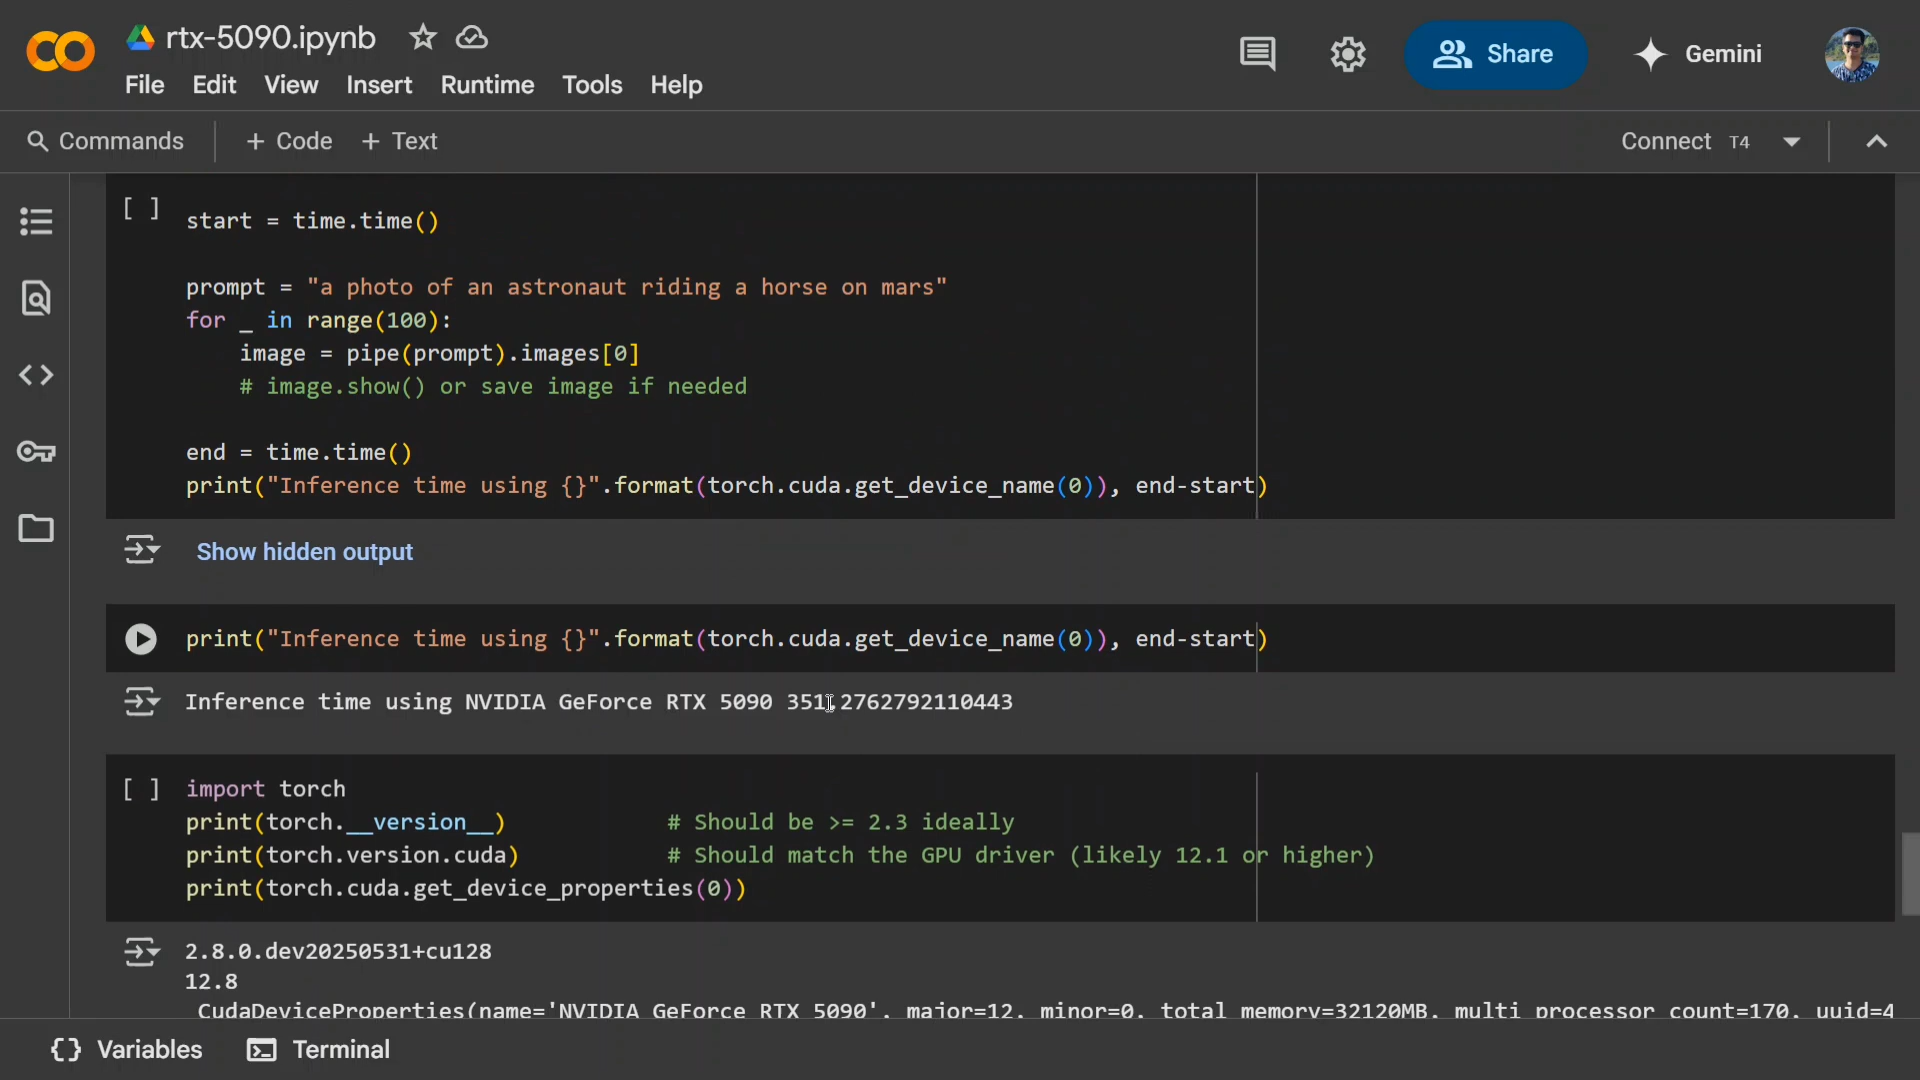 rtx-5090.ipynb
File Edit View Insert Runtime Tools Help
Share
Gemini
Commands + Code + Text
Connect T4
[ ] start = time.time()
prompt = "a photo of an astronaut riding a horse on mars"
for _ in range(100):
image = pipe(prompt).images[0]
# image.show() or save image if needed
end = time.time()
print("Inference time using {}".format(torch.cuda.get_device_name(0)), end-start)
Show hidden output
print("Inference time using {}".format(torch.cuda.get_device_name(0)), end-start)
Inference time using NVIDIA GeForce RTX 5090 351.2762792110443
[ ] import torch
print(torch.__version__) # Should be >= 2.3 ideally
print(torch.version.cuda) # Should match the GPU driver (likely 12.1 or higher)
print(torch.cuda.get_device_properties(0))
2.8.0.dev20250531+cu128
12.8
_CudaDeviceProperties(name='NVIDIA GeForce RTX 5090', major=12, minor=0, total_memory=32120MB, multi_processor_count=170, uuid=4
{} Variables Terminal